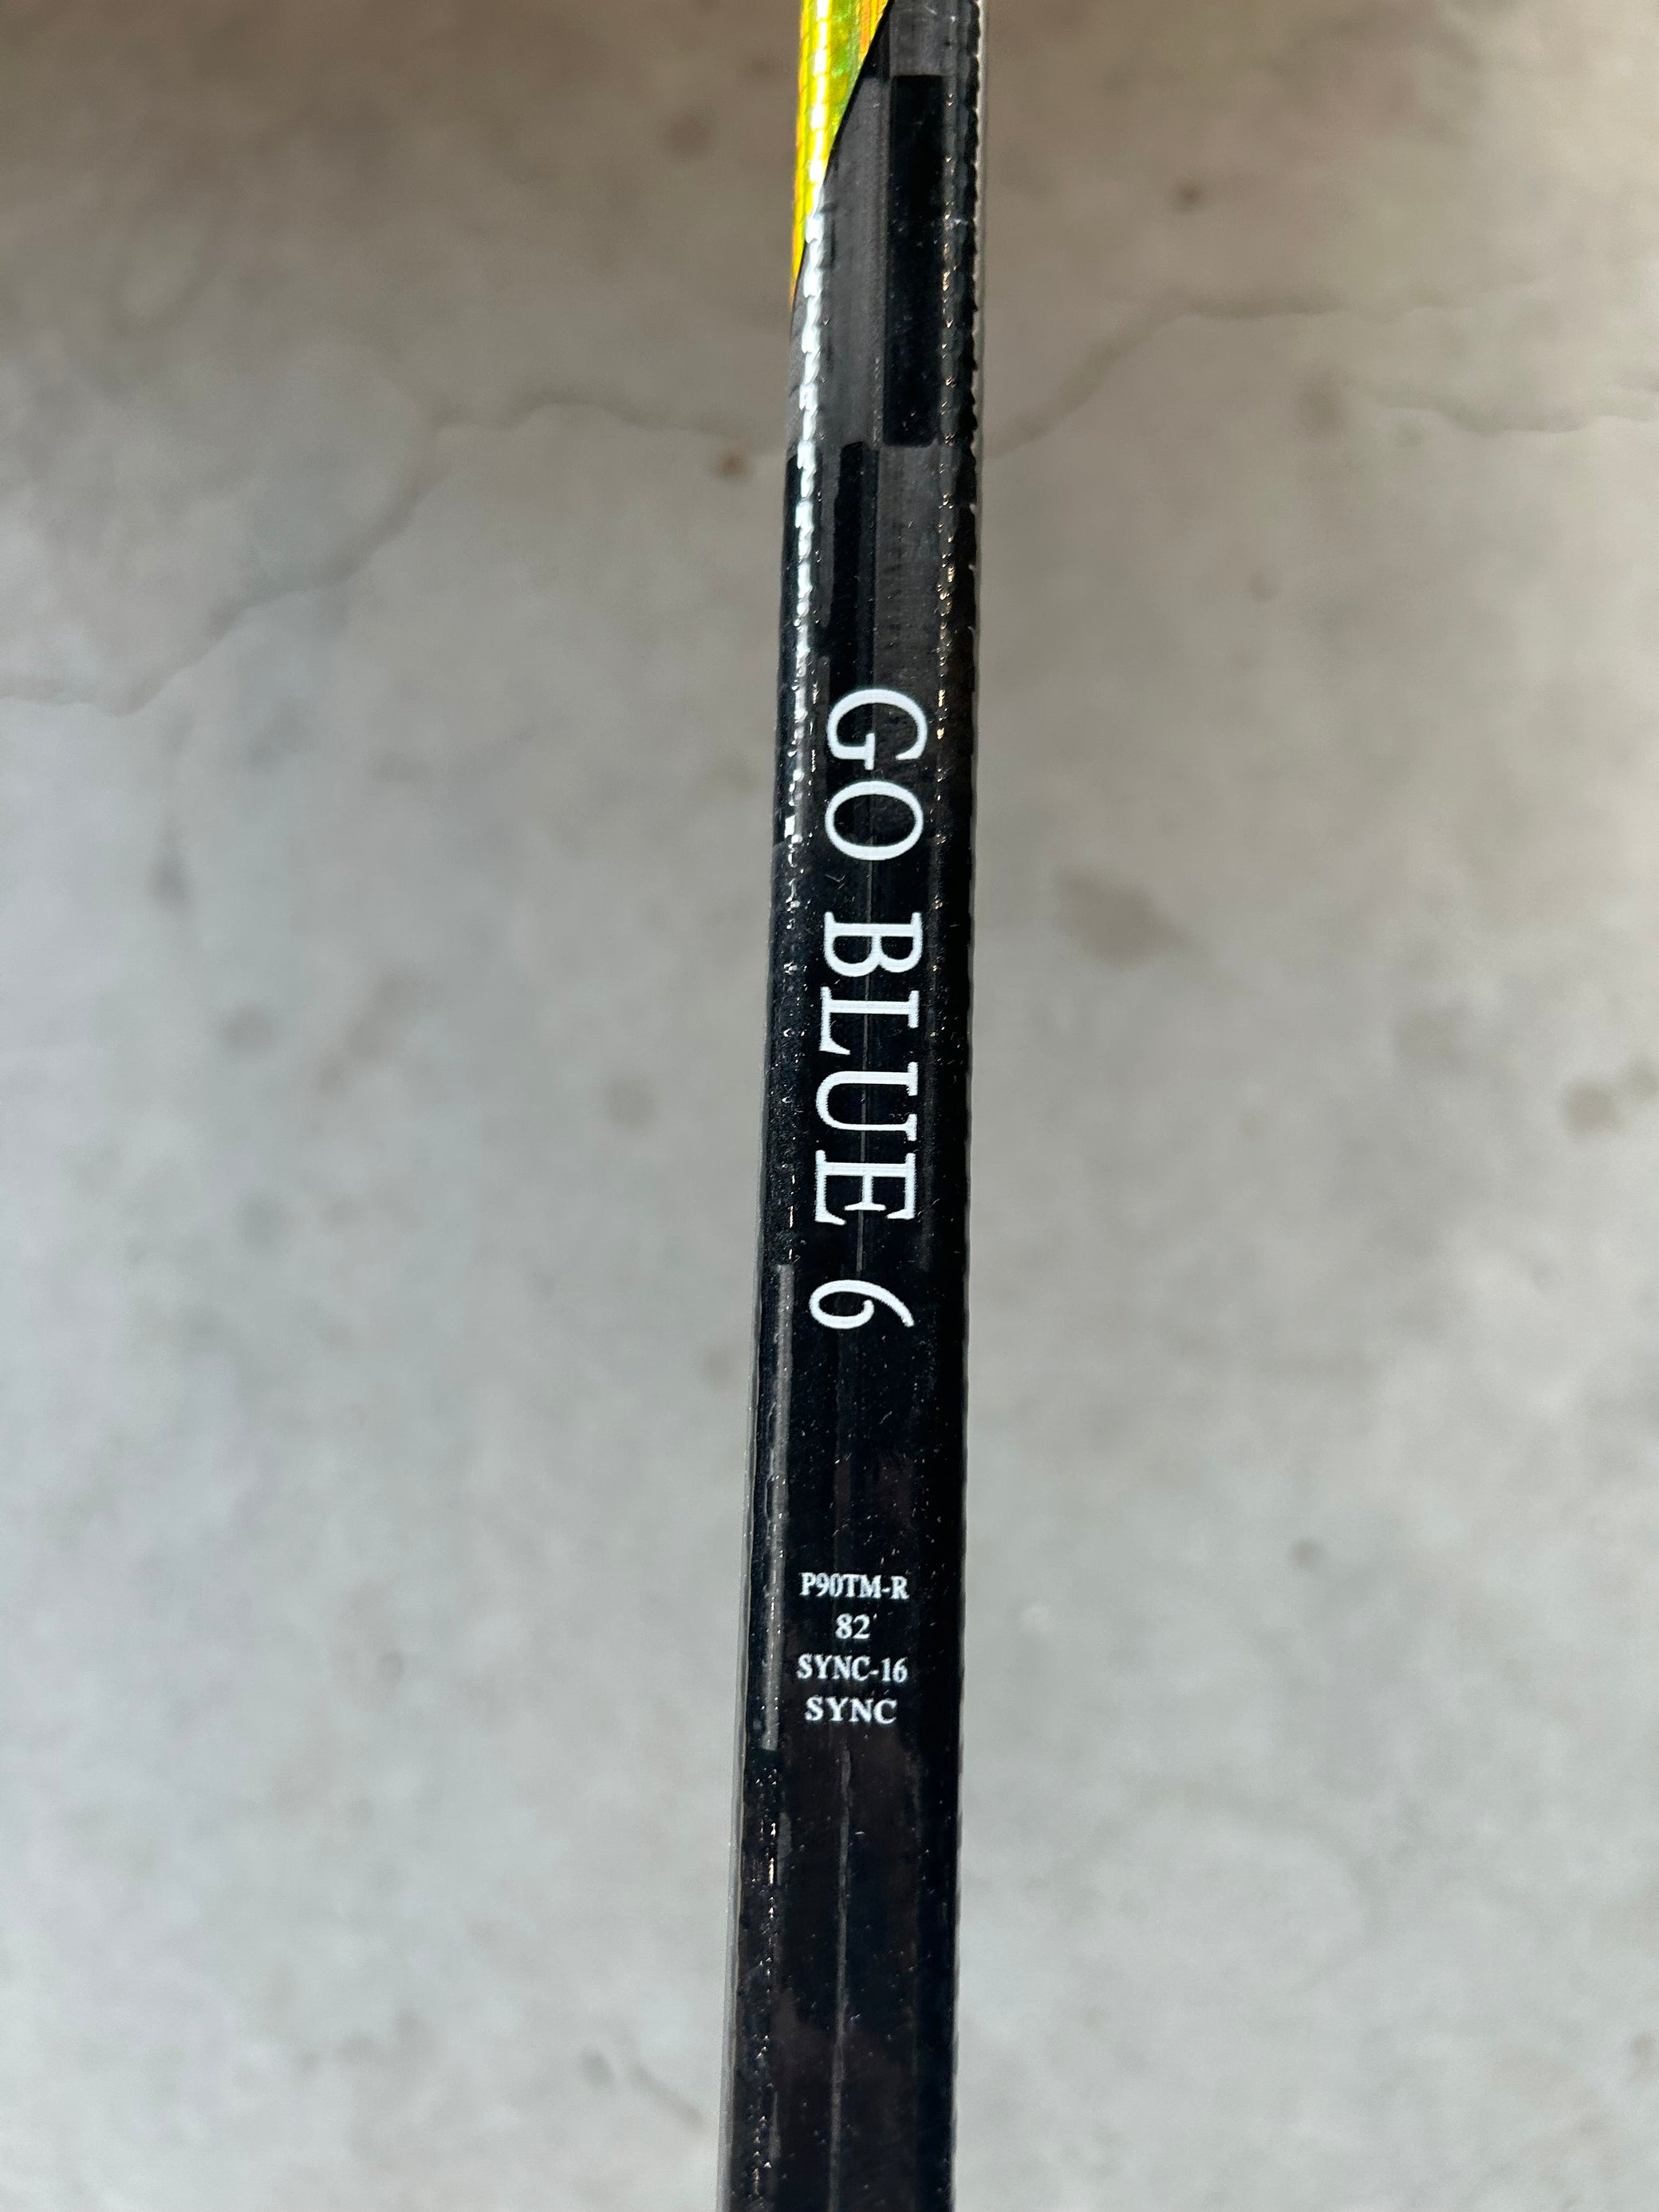 GO BLUE 6
P90TM-R
82
SYNC-16
SYNC